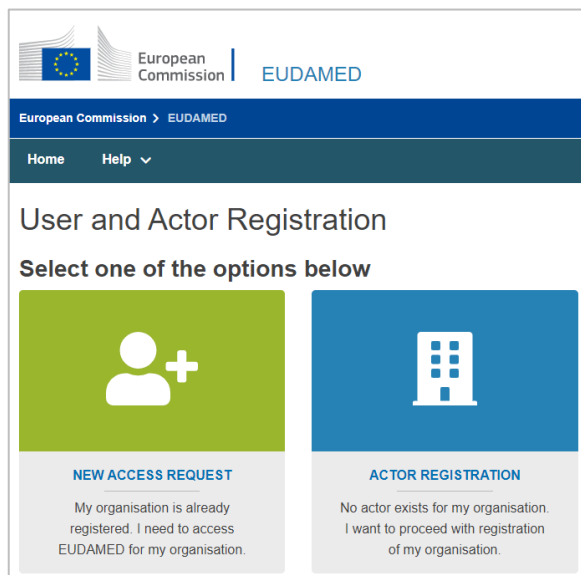 European
Commission
EUDAMED
European Commission > EUDAMED
Home Help
User and Actor Registration
Select one of the options below
NEW ACCESS REQUEST
My organisation is already
registered. I need to access
EUDAMED for my organisation.
ACTOR REGISTRATION
No actor exists for my organisation.
I want to proceed with registration
of my organisation.